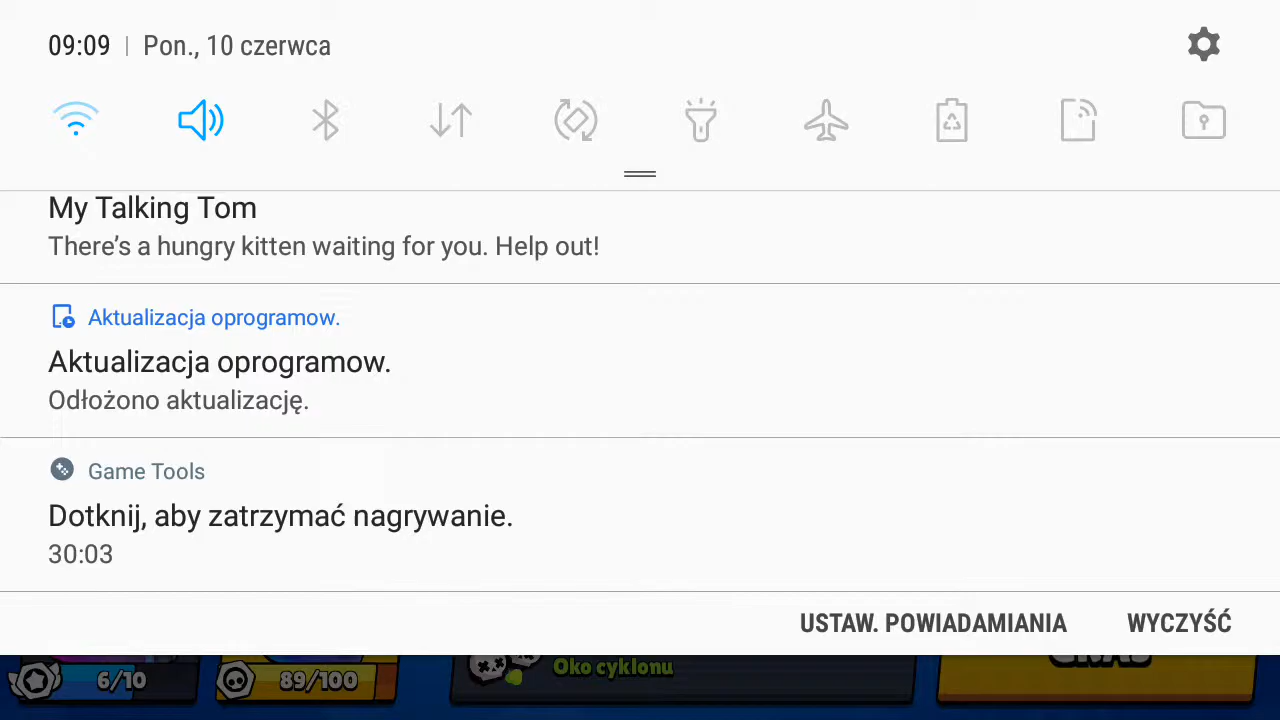 09:09 | Pon., 10 czerwca
My Talking Tom
There’s a hungry kitten waiting for you. Help out!
Aktualizacja oprogramow.
Aktualizacja oprogramow.
Odłożono aktualizację.
Game Tools
Dotknij, aby zatrzymać nagrywanie.
30:03
USTAW. POWIADAMIANIA WYCZYŚĆ
6/10 89/100 Oko cyklonu